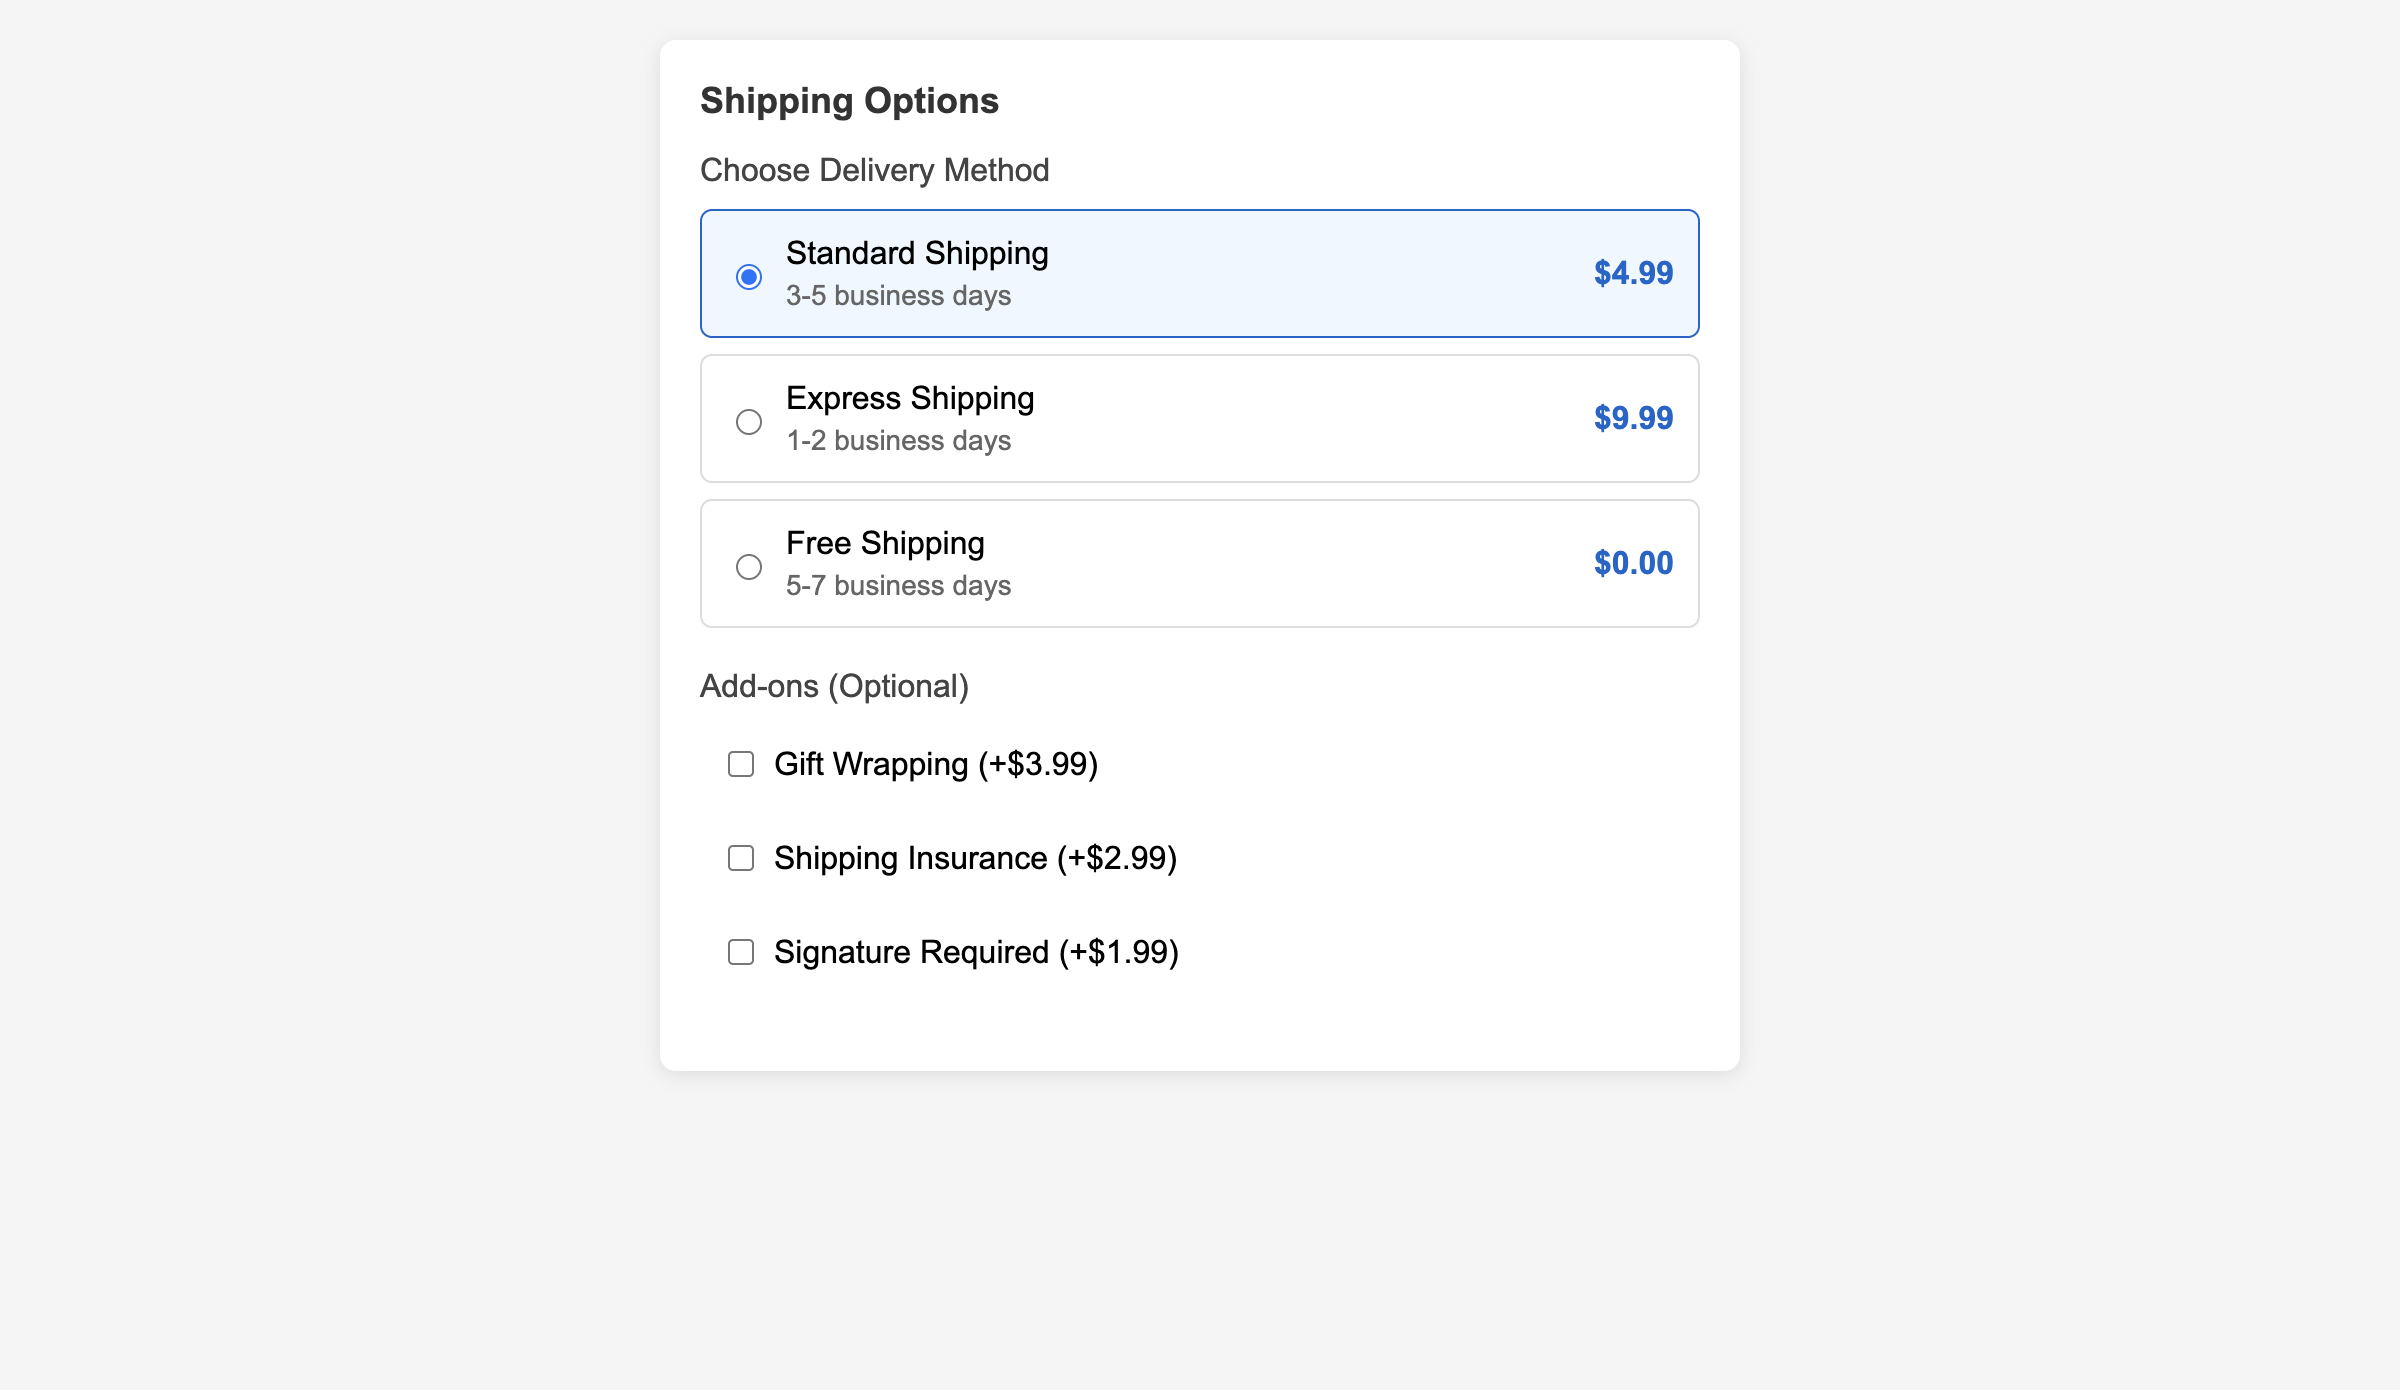 Shipping Options
Choose Delivery Method
Standard Shipping
3-5 business days
$4.99
Express Shipping
1-2 business days
$9.99
Free Shipping
5-7 business days
$0.00
Add-ons (Optional)
Gift Wrapping (+$3.99)
Shipping Insurance (+$2.99)
Signature Required (+$1.99)